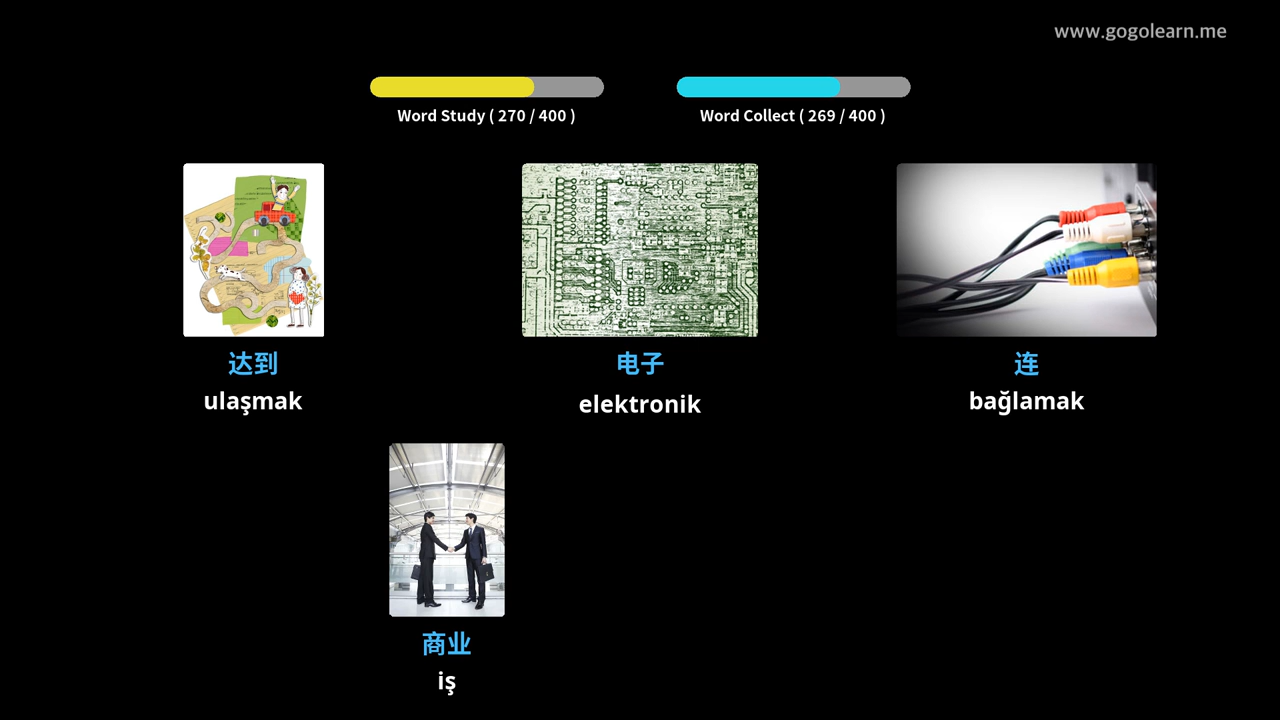 www.gogolearn.me
Word Study ( 270 / 400 )
Word Collect ( 269 / 400 )
达到
ulaşmak
电子
elektronik
连
bağlamak
商业
iş